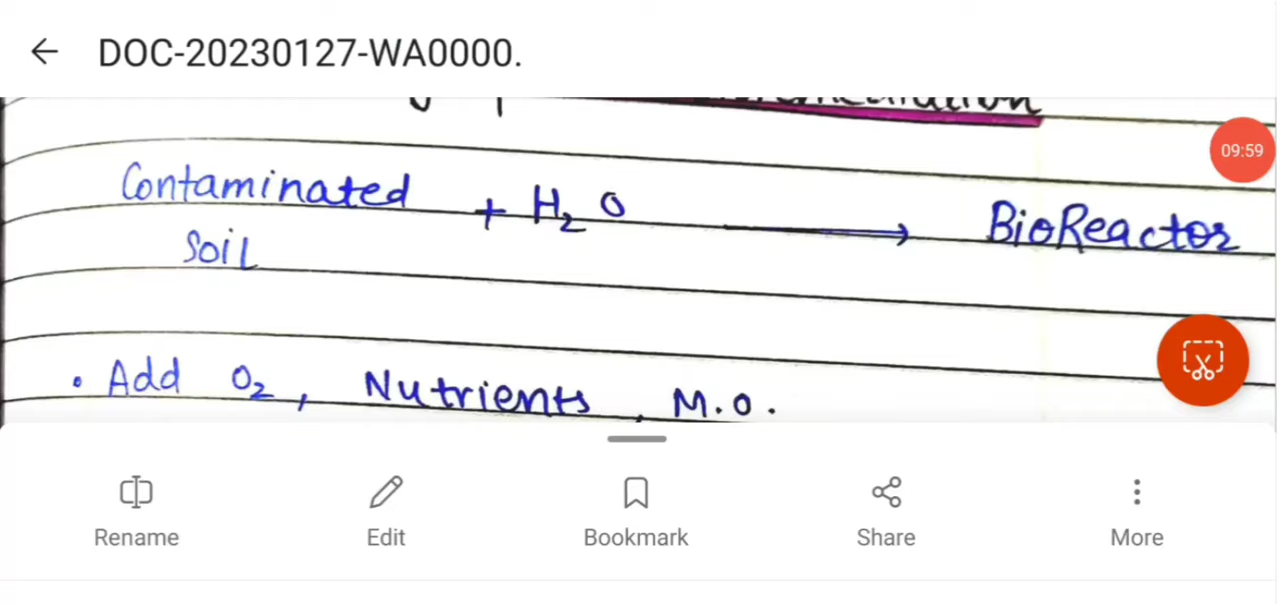 DOC-20230127-WA0000.
09:59
Contaminated + H₂O → BioReactor
Soil
• Add O₂, Nutrients, M.O.
Rename Edit Bookmark Share More